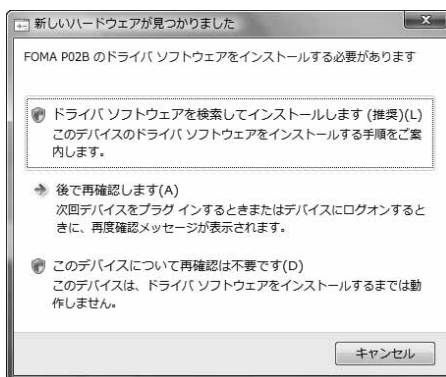 新しいハードウェアが見つかりました
FOMA P02B のドライバ ソフトウェアをインストールする必要があります
ドライバ ソフトウェアを検索してインストールします (推奨)(L)
このデバイスのドライバ ソフトウェアをインストールする手順をご案
内します。
後で再確認します(A)
次回デバイスをプラグ インするときまたはデバイスにログオンすると
きに、再度確認メッセージが表示されます。
このデバイスについて再確認は不要です(D)
このデバイスは、ドライバ ソフトウェアをインストールするまでは動
作しません。
キャンセル